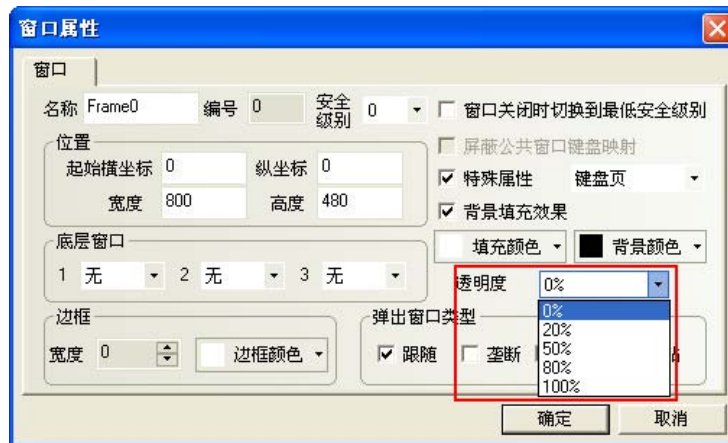 窗口属性
窗口
名称 Frame0 编号 0 安全级别 0
窗口关闭时切换到最低安全级别
位置
屏蔽公共窗口键盘映射
起始横坐标 0 纵坐标 0
特殊属性 键盘页
宽度 800 高度 480
背景填充效果
底层窗口
填充颜色 背景颜色
1 无 2 无 3 无
透明度 0%
边框
弹出窗口类型
0%
20%
宽度 0 边框颜色
跟随 垄断
50%
80%
100%
确定 取消